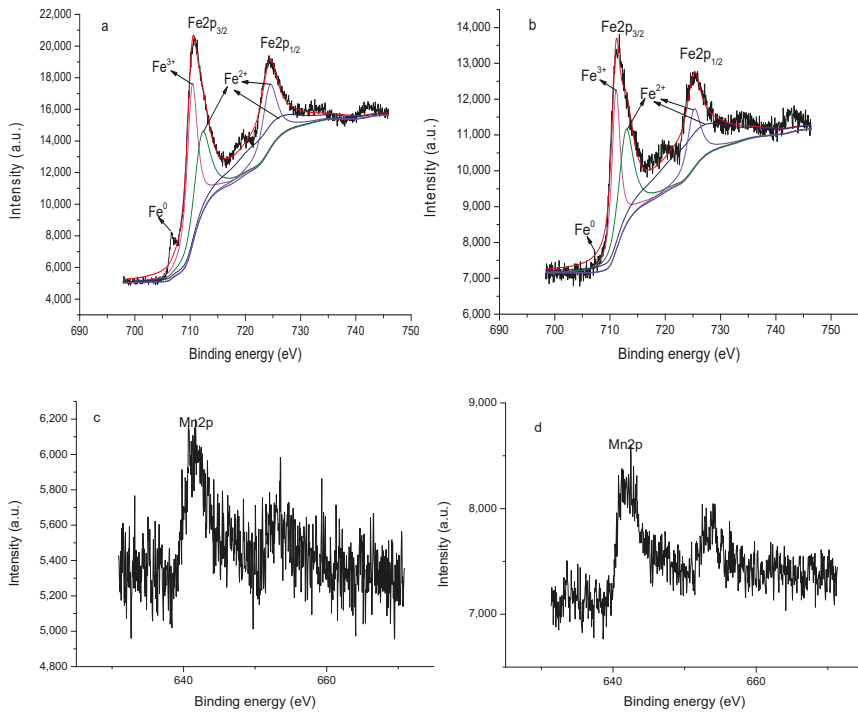 a
Fe2p3/2
Fe2p1/2
Fe3+
Fe2+
Fe0
22,000
20,000
18,000
16,000
14,000
12,000
10,000
8,000
6,000
4,000
690 700 710 720 730 740 750
Intensity (a.u.)
Binding energy (eV)
b
Fe2p3/2
Fe2p1/2
Fe3+
Fe2+
Fe0
14,000
13,000
12,000
11,000
10,000
9,000
8,000
7,000
6,000
690 700 710 720 730 740 750
Intensity (a.u.)
Binding energy (eV)
c
Mn2p
6,200
6,000
5,800
5,600
5,400
5,200
5,000
4,800
640 660
Intensity (a.u.)
Binding energy (eV)
d
Mn2p
9,000
8,000
7,000
640 660
Intensity (a.u.)
Binding energy (eV)